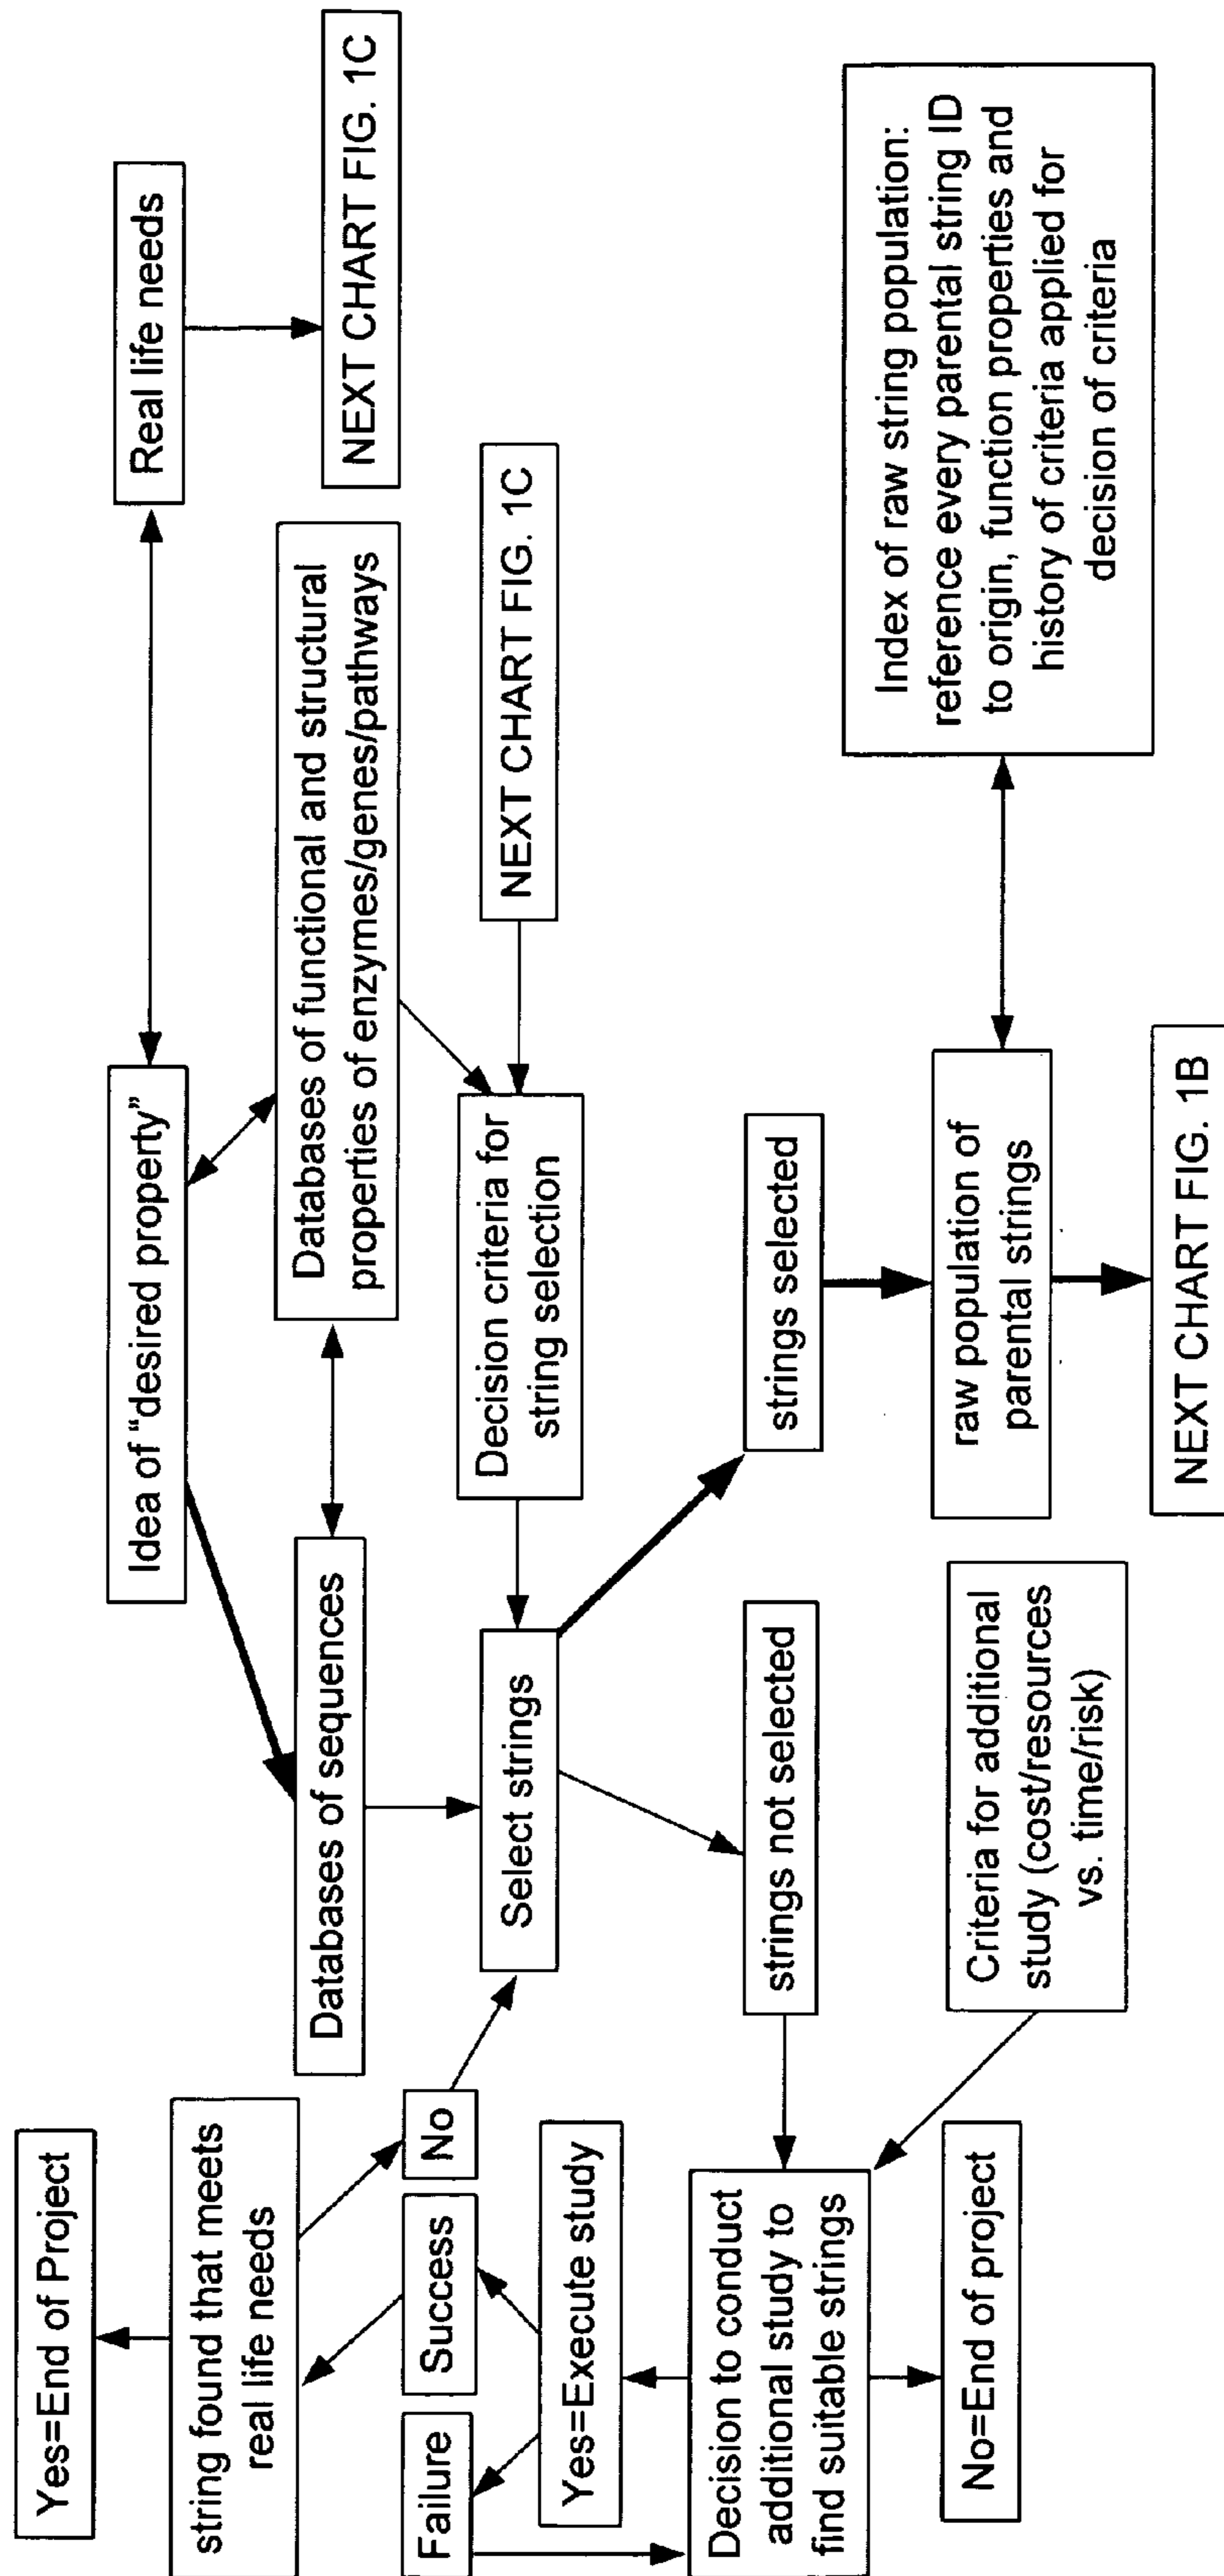 Yes=End of Project
string found that meets
real life needs
Idea of “desired property”
Real life needs
NEXT CHART FIG. 1C
Databases of sequences
Databases of functional and structural
properties of enzymes/genes/pathways
Failure
Success
No
Select strings
Decision criteria for
string selection
NEXT CHART FIG. 1C
Yes=Execute study
Decision to conduct
additional study to
find suitable strings
strings not selected
strings selected
No=End of project
Criteria for additional
study (cost/resources
vs. time/risk)
raw population of
parental strings
Index of raw string population:
reference every parental string ID
to origin, function properties and
history of criteria applied for
decision of criteria
NEXT CHART FIG. 1B